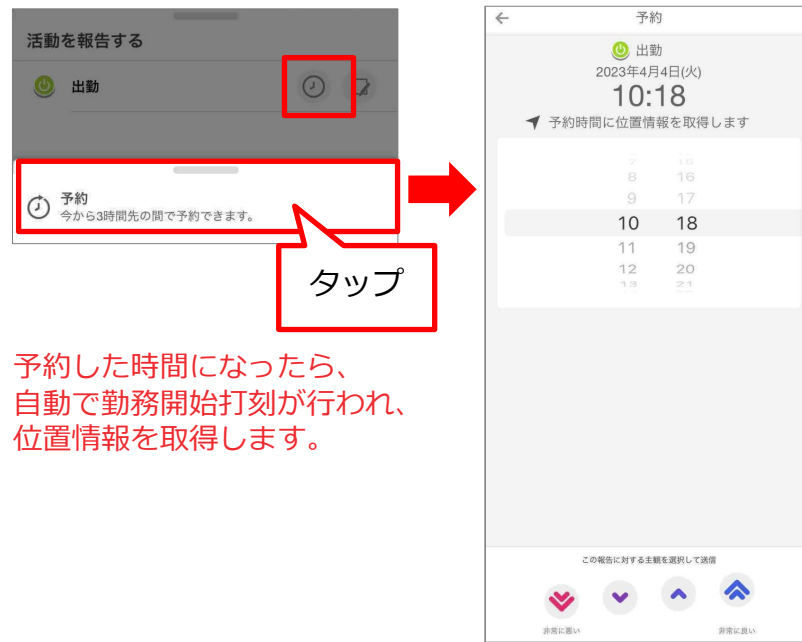 活動を報告する
出勤
予約
今から3時間先の間で予約できます。
タップ
予約した時間になったら、
自動で勤務開始打刻が行われ、
位置情報を取得します。
予約
出勤
2023年4月4日(火)
10:18
予約時間に位置情報を取得します
7 15
8 16
9 17
10 18
11 19
12 20
13 21
この報告に対する主観を選択して送信
非常に悪い 非常に良い